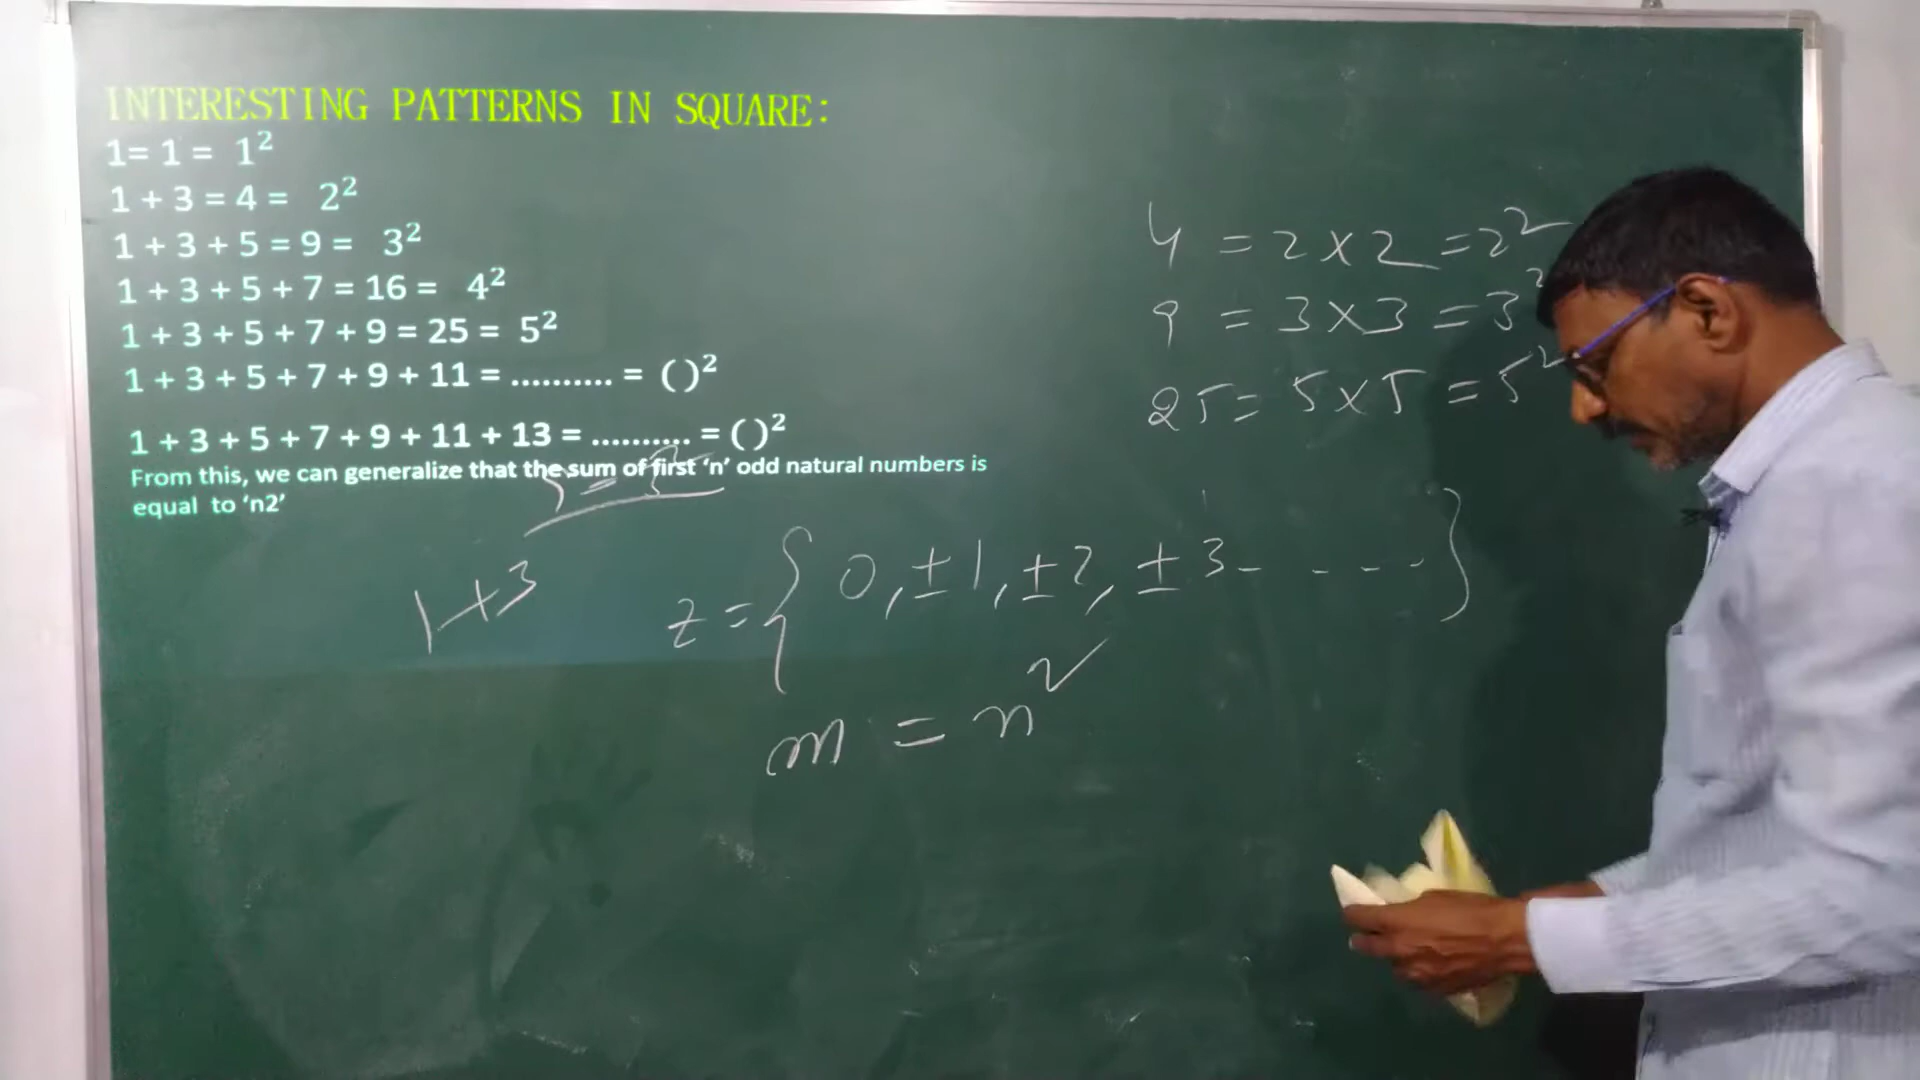 INTERESTING PATTERNS IN SQUARE:
1= 1 = 1²
1 + 3 = 4 = 2²
1 + 3 + 5 = 9 = 3²
1 + 3 + 5 + 7 = 16 = 4²
1 + 3 + 5 + 7 + 9 = 25 = 5²
1 + 3 + 5 + 7 + 9 + 11 = .......... = ()²
1 + 3 + 5 + 7 + 9 + 11 + 13 = .......... = ()²
From this, we can generalize that the sum of first ‘n’ odd natural numbers is
equal to ‘n2’
4 = 2 × 2 = 2²
9 = 3 × 3 = 3²
25 = 5 × 5 = 5²
1+3
z = { 0, ±1, ±2, ±3 - - - - - }
m = n²